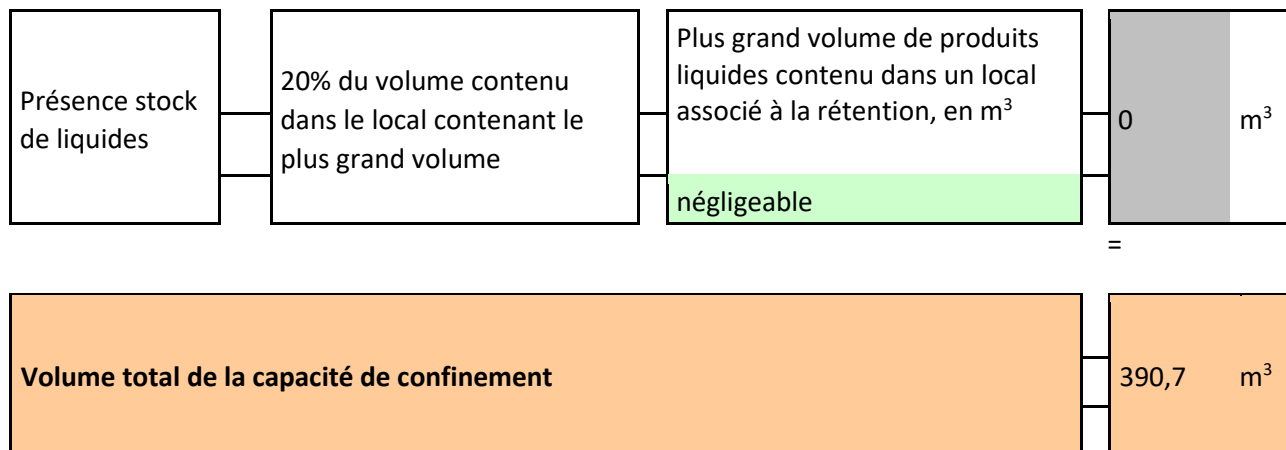 Présence stock
de liquides
20% du volume contenu
dans le local contenant le
plus grand volume
Plus grand volume de produits
liquides contenu dans un local
associé à la rétention, en m³
négligeable
0 m³
=
Volume total de la capacité de confinement
390,7 m³